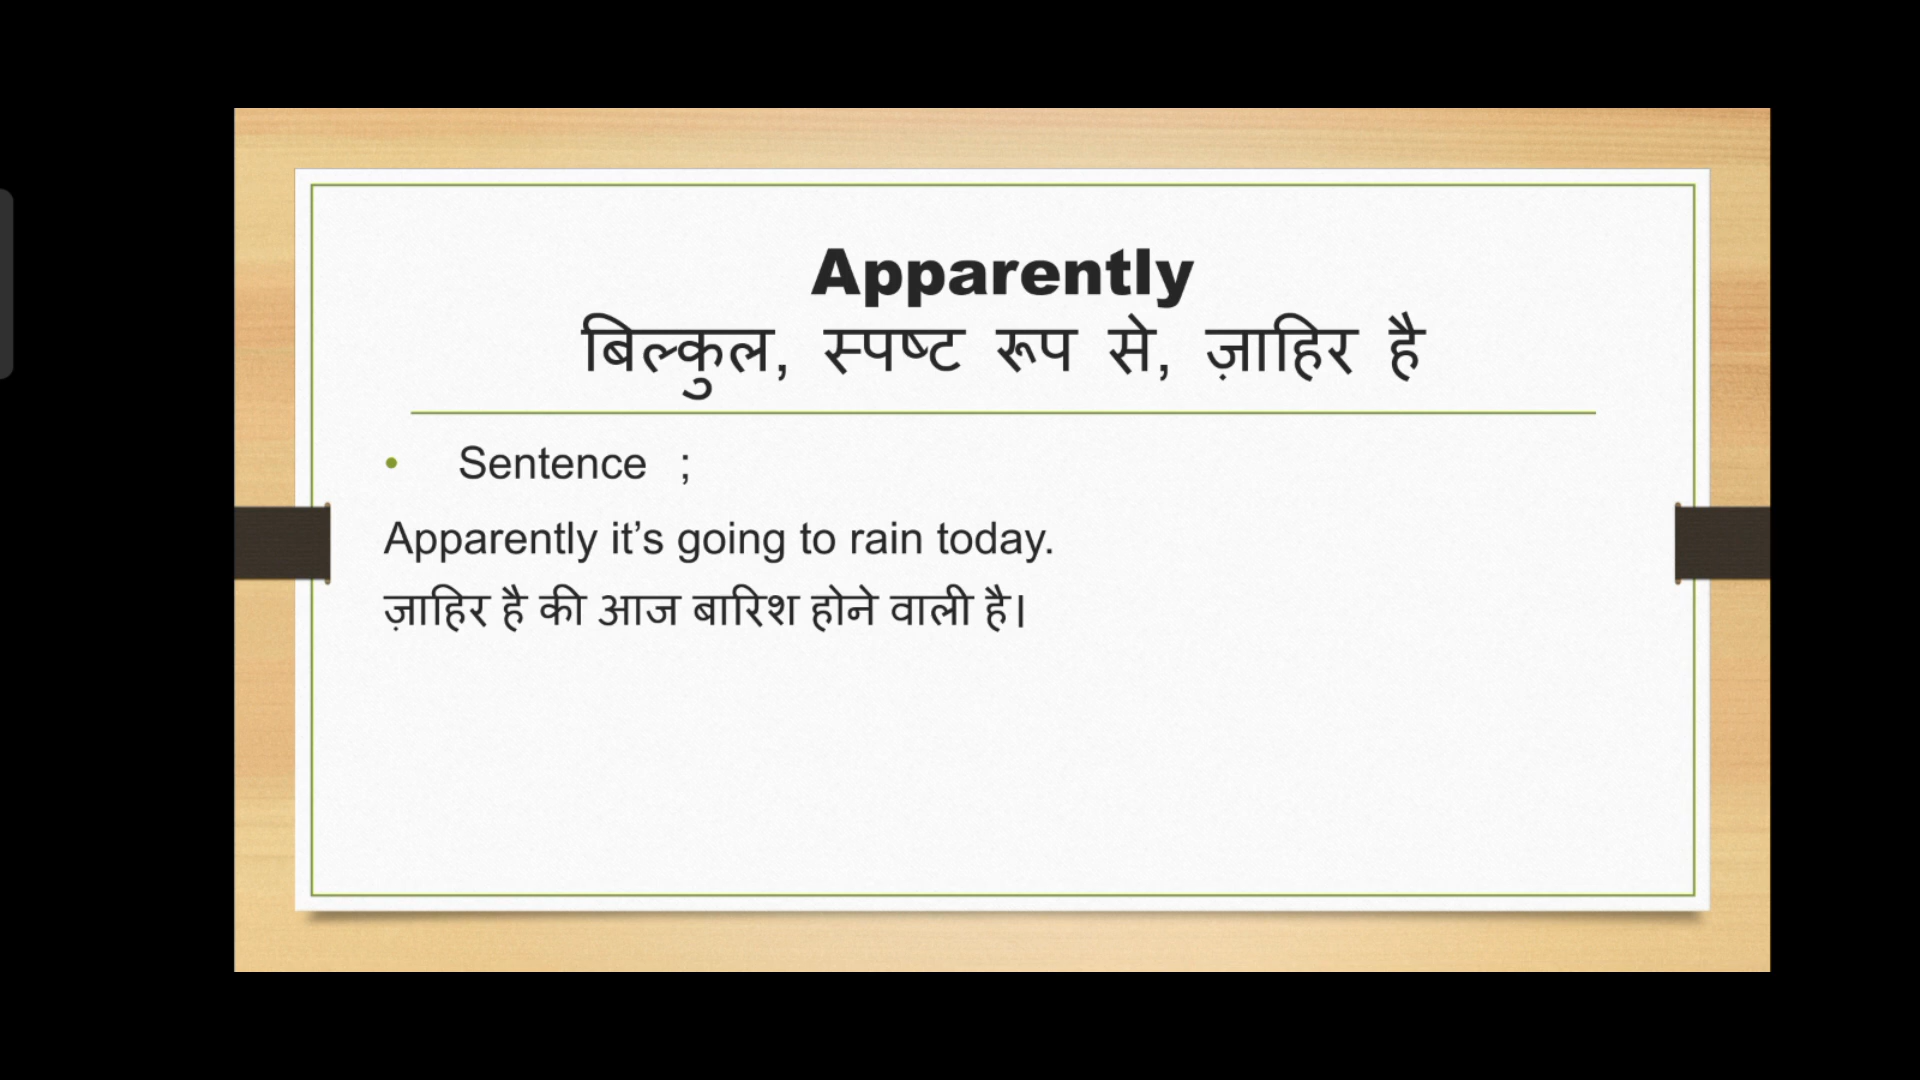 Apparently
बिल्कुल, स्पष्ट रूप से, ज़ाहिर है
• Sentence ;
Apparently it’s going to rain today.
ज़ाहिर है की आज बारिश होने वाली है।